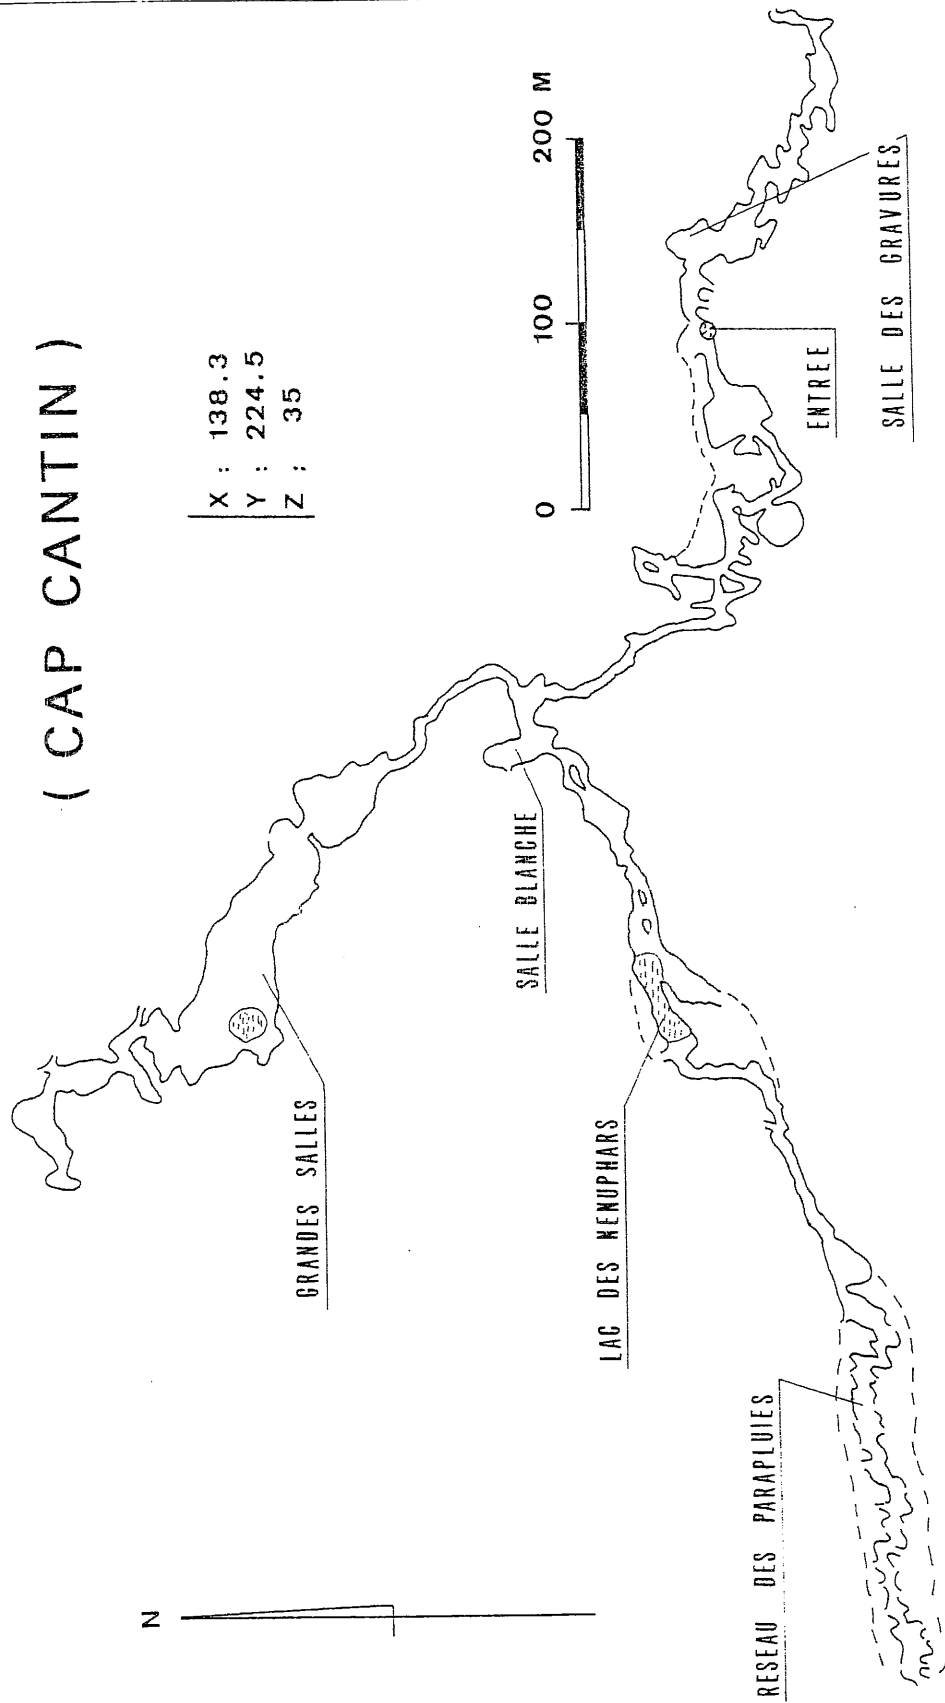 ( CAP CANTIN )
X : 138.3
Y : 224.5
Z ; 35
0 100 200 M
N
GRANDES SALLES
SALLE BLANCHE
LAC DES NENUPHARS
RESEAU DES PARAPLUIES
ENTREE
SALLE DES GRAVURES